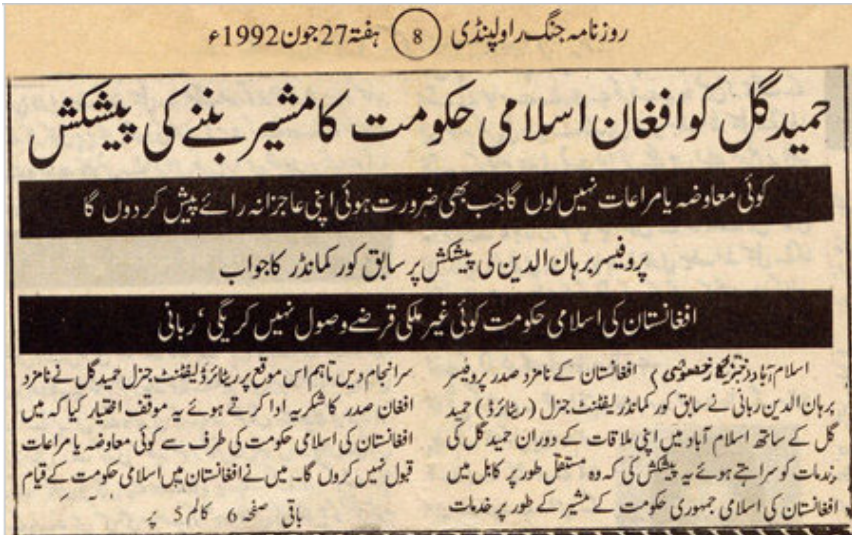 روزنامہ جنگ راولپنڈی 8 ہفتہ 27 جون 1992ء
حمید گل کو افغان اسلامی حکومت کا مشیر بننے کی پیشکش
کوئی معاوضہ یا مراعات نہیں لوں گا جب بھی ضرورت ہوئی اپنی عاجزانہ رائے پیش کر دوں گا
پروفیسر برہان الدین کی پیشکش پر سابق کور کمانڈر کا جواب
افغانستان کی اسلامی حکومت کوئی غیر ملکی قرضے وصول نہیں کریگی، ربانی
اسلام آباد (خبر نگار خصوصی) افغانستان کے نامزد صدر پروفیسر
برہان الدین ربانی نے سابق کور کمانڈر لیفٹننٹ جنرل (ریٹائرڈ) حمید
گل کے ساتھ اسلام آباد میں اپنی ملاقات کے دوران حمید گل کی
خدمات کو سراہتے ہوئے یہ پیشکش کی کہ وہ مستقل طور پر کابل میں
افغانستان کی اسلامی جمہوری حکومت کے مشیر کے طور پر خدمات
سرانجام دیں تاہم اس موقع پر ریٹائرڈ لیفٹننٹ جنرل حمید گل نے نامزد
افغان صدر کا شکریہ ادا کرتے ہوئے یہ موقف اختیار کیا کہ میں
افغانستان کی اسلامی حکومت کی طرف سے کوئی معاوضہ یا مراعات
قبول نہیں کروں گا۔ میں نے افغانستان میں اسلامی حکومت کے قیام
باقی صفحہ 6 کالم 5 پر